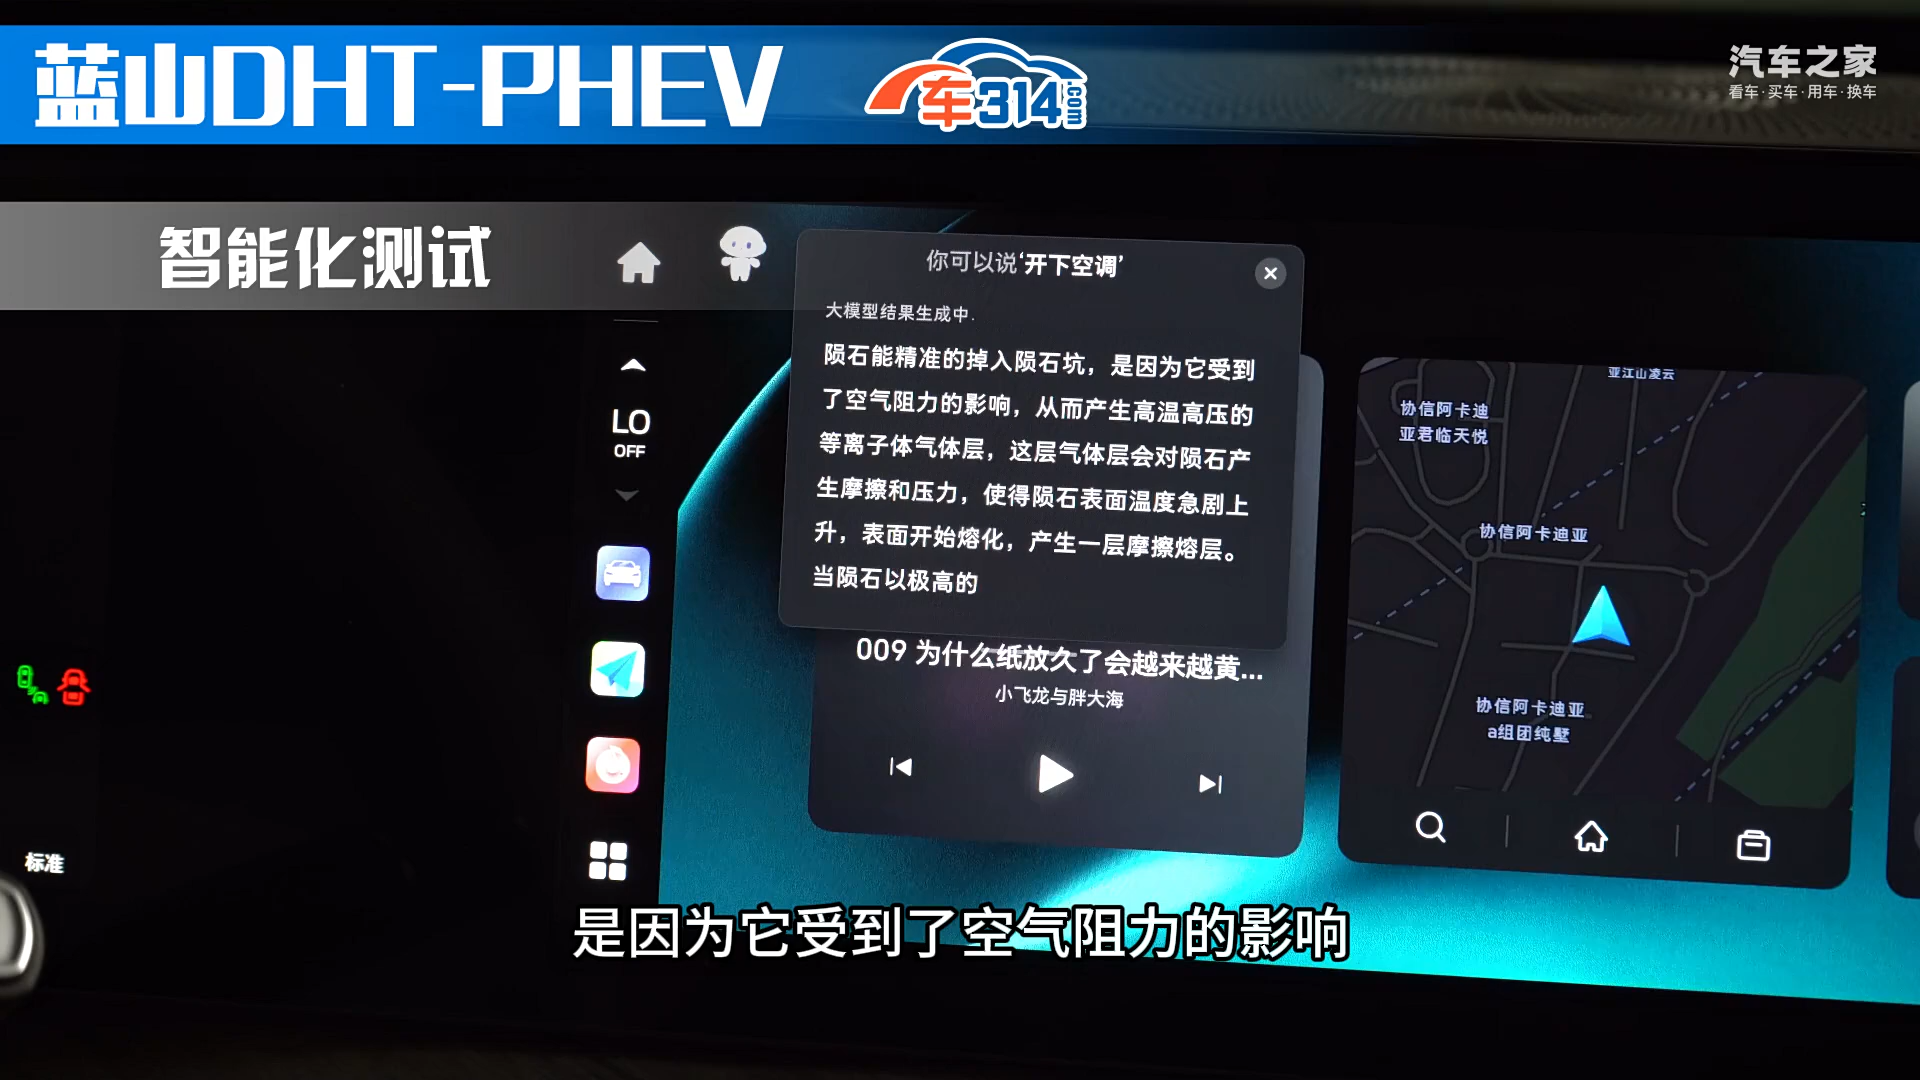 蓝山DHT-PHEV
车314.com
汽车之家
看车·买车·用车·换车
智能化测试
你可以说‘开下空调’
大模型结果生成中.
陨石能精准的掉入陨石坑，是因为它受到
了空气阻力的影响，从而产生高温高压的
等离子体气体层，这层气体层会对陨石产
生摩擦和压力，使得陨石表面温度急剧上
升，表面开始熔化，产生一层摩擦熔层。
当陨石以极高的
LO
OFF
009 为什么纸放久了会越来越黄...
小飞龙与胖大海
亚江山凌云
协信阿卡迪
亚君临天悦
协信阿卡迪亚
协信阿卡迪亚
a组团纯墅
标准
是因为它受到了空气阻力的影响